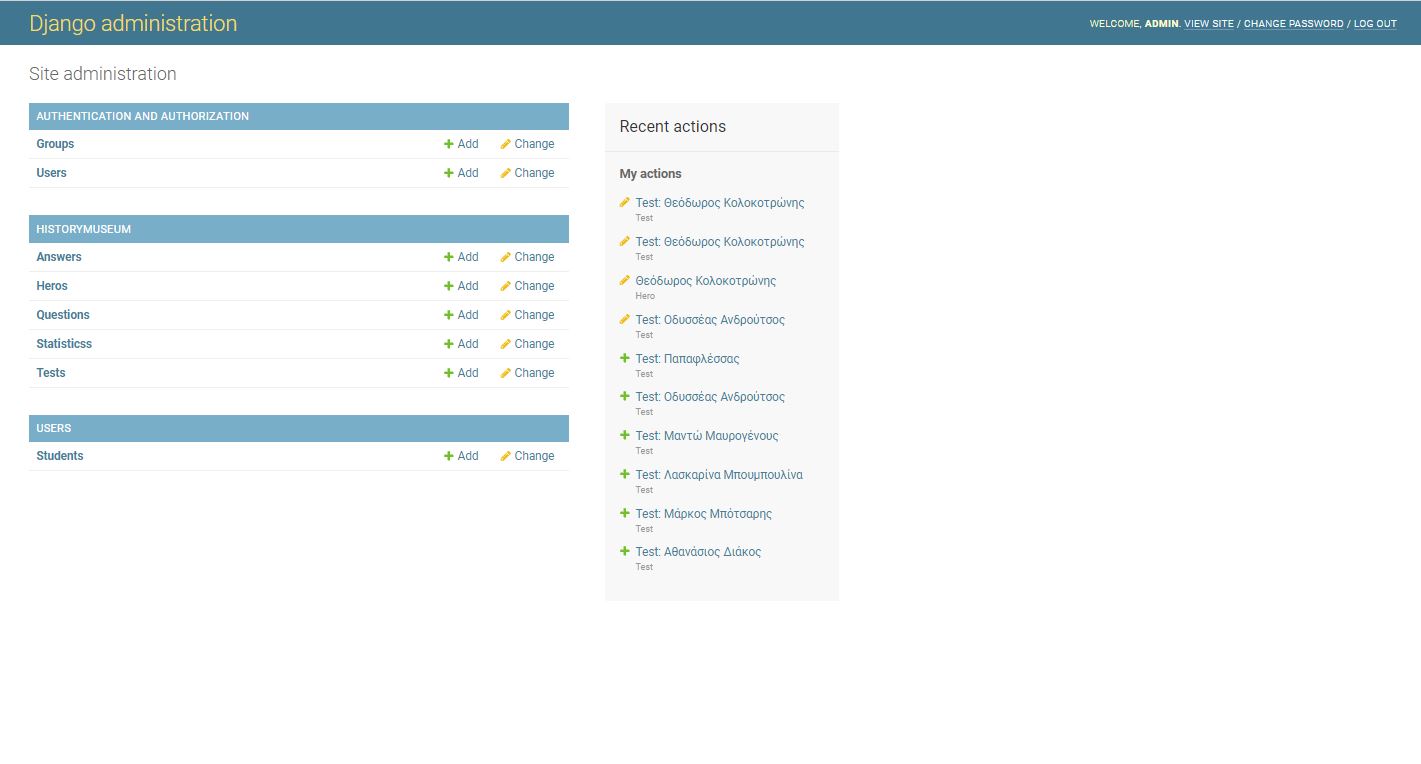 Django administration
WELCOME, ADMIN. VIEW SITE / CHANGE PASSWORD / LOG OUT
Site administration
AUTHENTICATION AND AUTHORIZATION
Groups Add Change
Users Add Change
HISTORYMUSEUM
Answers Add Change
Heros Add Change
Questions Add Change
Statisticss Add Change
Tests Add Change
USERS
Students Add Change
Recent actions
My actions
Test: Θεόδωρος Κολοκοτρώνης
Test
Test: Θεόδωρος Κολοκοτρώνης
Test
Θεόδωρος Κολοκοτρώνης
Hero
Test: Οδυσσέας Ανδρούτσος
Test
Test: Παπαφλέσσας
Test
Test: Οδυσσέας Ανδρούτσος
Test
Test: Μαντώ Μαυρογένους
Test
Test: Λασκαρίνα Μπουμπουλίνα
Test
Test: Μάρκος Μπότσαρης
Test
Test: Αθανάσιος Διάκος
Test